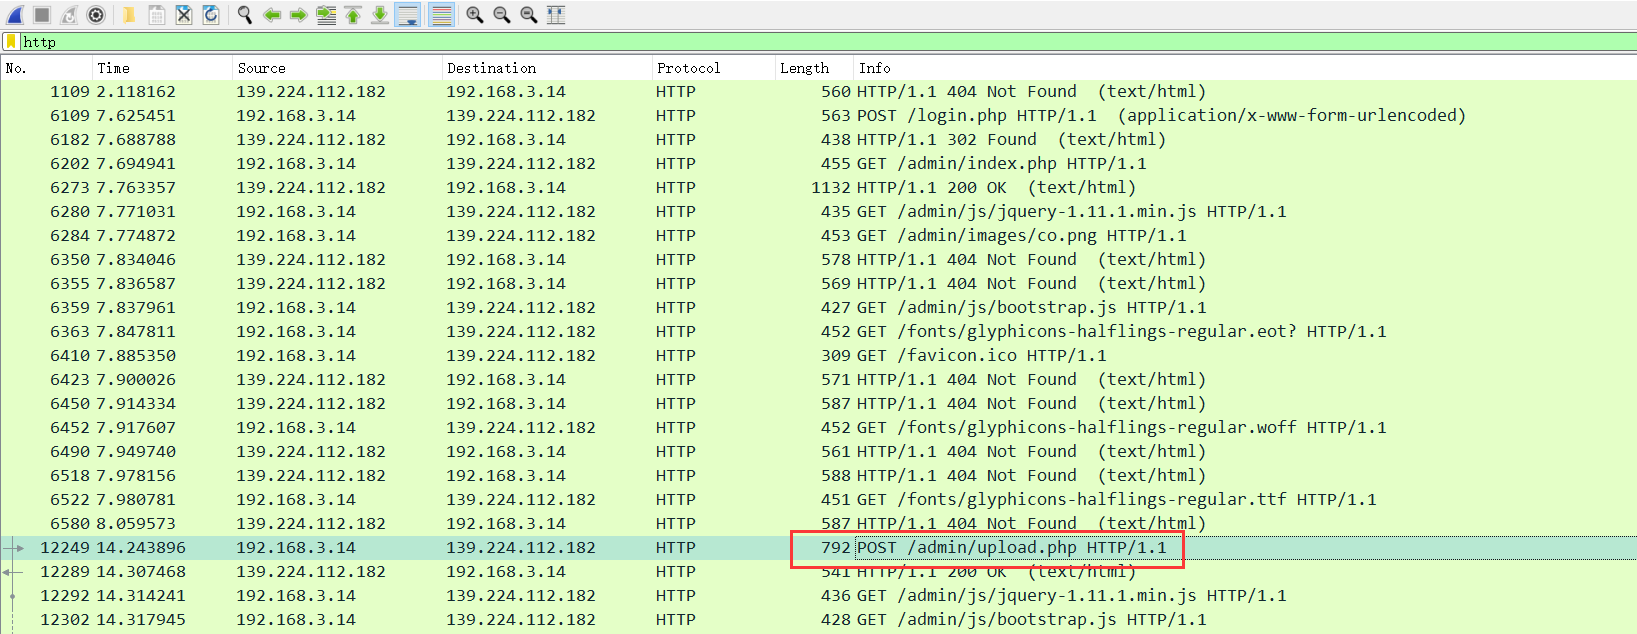 http
No. Time Source Destination Protocol Length Info
1109 2.118162 139.224.112.182 192.168.3.14 HTTP 560 HTTP/1.1 404 Not Found (text/html)
6109 7.625451 192.168.3.14 139.224.112.182 HTTP 563 POST /login.php HTTP/1.1 (application/x-www-form-urlencoded)
6182 7.688788 139.224.112.182 192.168.3.14 HTTP 438 HTTP/1.1 302 Found (text/html)
6202 7.694941 192.168.3.14 139.224.112.182 HTTP 455 GET /admin/index.php HTTP/1.1
6273 7.763357 139.224.112.182 192.168.3.14 HTTP 1132 HTTP/1.1 200 OK (text/html)
6280 7.771031 192.168.3.14 139.224.112.182 HTTP 435 GET /admin/js/jquery-1.11.1.min.js HTTP/1.1
6284 7.774872 192.168.3.14 139.224.112.182 HTTP 453 GET /admin/images/co.png HTTP/1.1
6350 7.834046 139.224.112.182 192.168.3.14 HTTP 578 HTTP/1.1 404 Not Found (text/html)
6355 7.836587 139.224.112.182 192.168.3.14 HTTP 569 HTTP/1.1 404 Not Found (text/html)
6359 7.837961 192.168.3.14 139.224.112.182 HTTP 427 GET /admin/js/bootstrap.js HTTP/1.1
6363 7.847811 192.168.3.14 139.224.112.182 HTTP 452 GET /fonts/glyphicons-halflings-regular.eot? HTTP/1.1
6410 7.885350 192.168.3.14 139.224.112.182 HTTP 309 GET /favicon.ico HTTP/1.1
6423 7.900026 139.224.112.182 192.168.3.14 HTTP 571 HTTP/1.1 404 Not Found (text/html)
6450 7.914334 139.224.112.182 192.168.3.14 HTTP 587 HTTP/1.1 404 Not Found (text/html)
6452 7.917607 192.168.3.14 139.224.112.182 HTTP 452 GET /fonts/glyphicons-halflings-regular.woff HTTP/1.1
6490 7.949740 139.224.112.182 192.168.3.14 HTTP 561 HTTP/1.1 404 Not Found (text/html)
6518 7.978156 139.224.112.182 192.168.3.14 HTTP 588 HTTP/1.1 404 Not Found (text/html)
6522 7.980781 192.168.3.14 139.224.112.182 HTTP 451 GET /fonts/glyphicons-halflings-regular.ttf HTTP/1.1
6580 8.059573 139.224.112.182 192.168.3.14 HTTP 587 HTTP/1.1 404 Not Found (text/html)
12249 14.243896 192.168.3.14 139.224.112.182 HTTP 792 POST /admin/upload.php HTTP/1.1
12289 14.307468 139.224.112.182 192.168.3.14 HTTP 541 HTTP/1.1 200 OK (text/html)
12292 14.314241 192.168.3.14 139.224.112.182 HTTP 436 GET /admin/js/jquery-1.11.1.min.js HTTP/1.1
12302 14.317945 192.168.3.14 139.224.112.182 HTTP 428 GET /admin/js/bootstrap.js HTTP/1.1